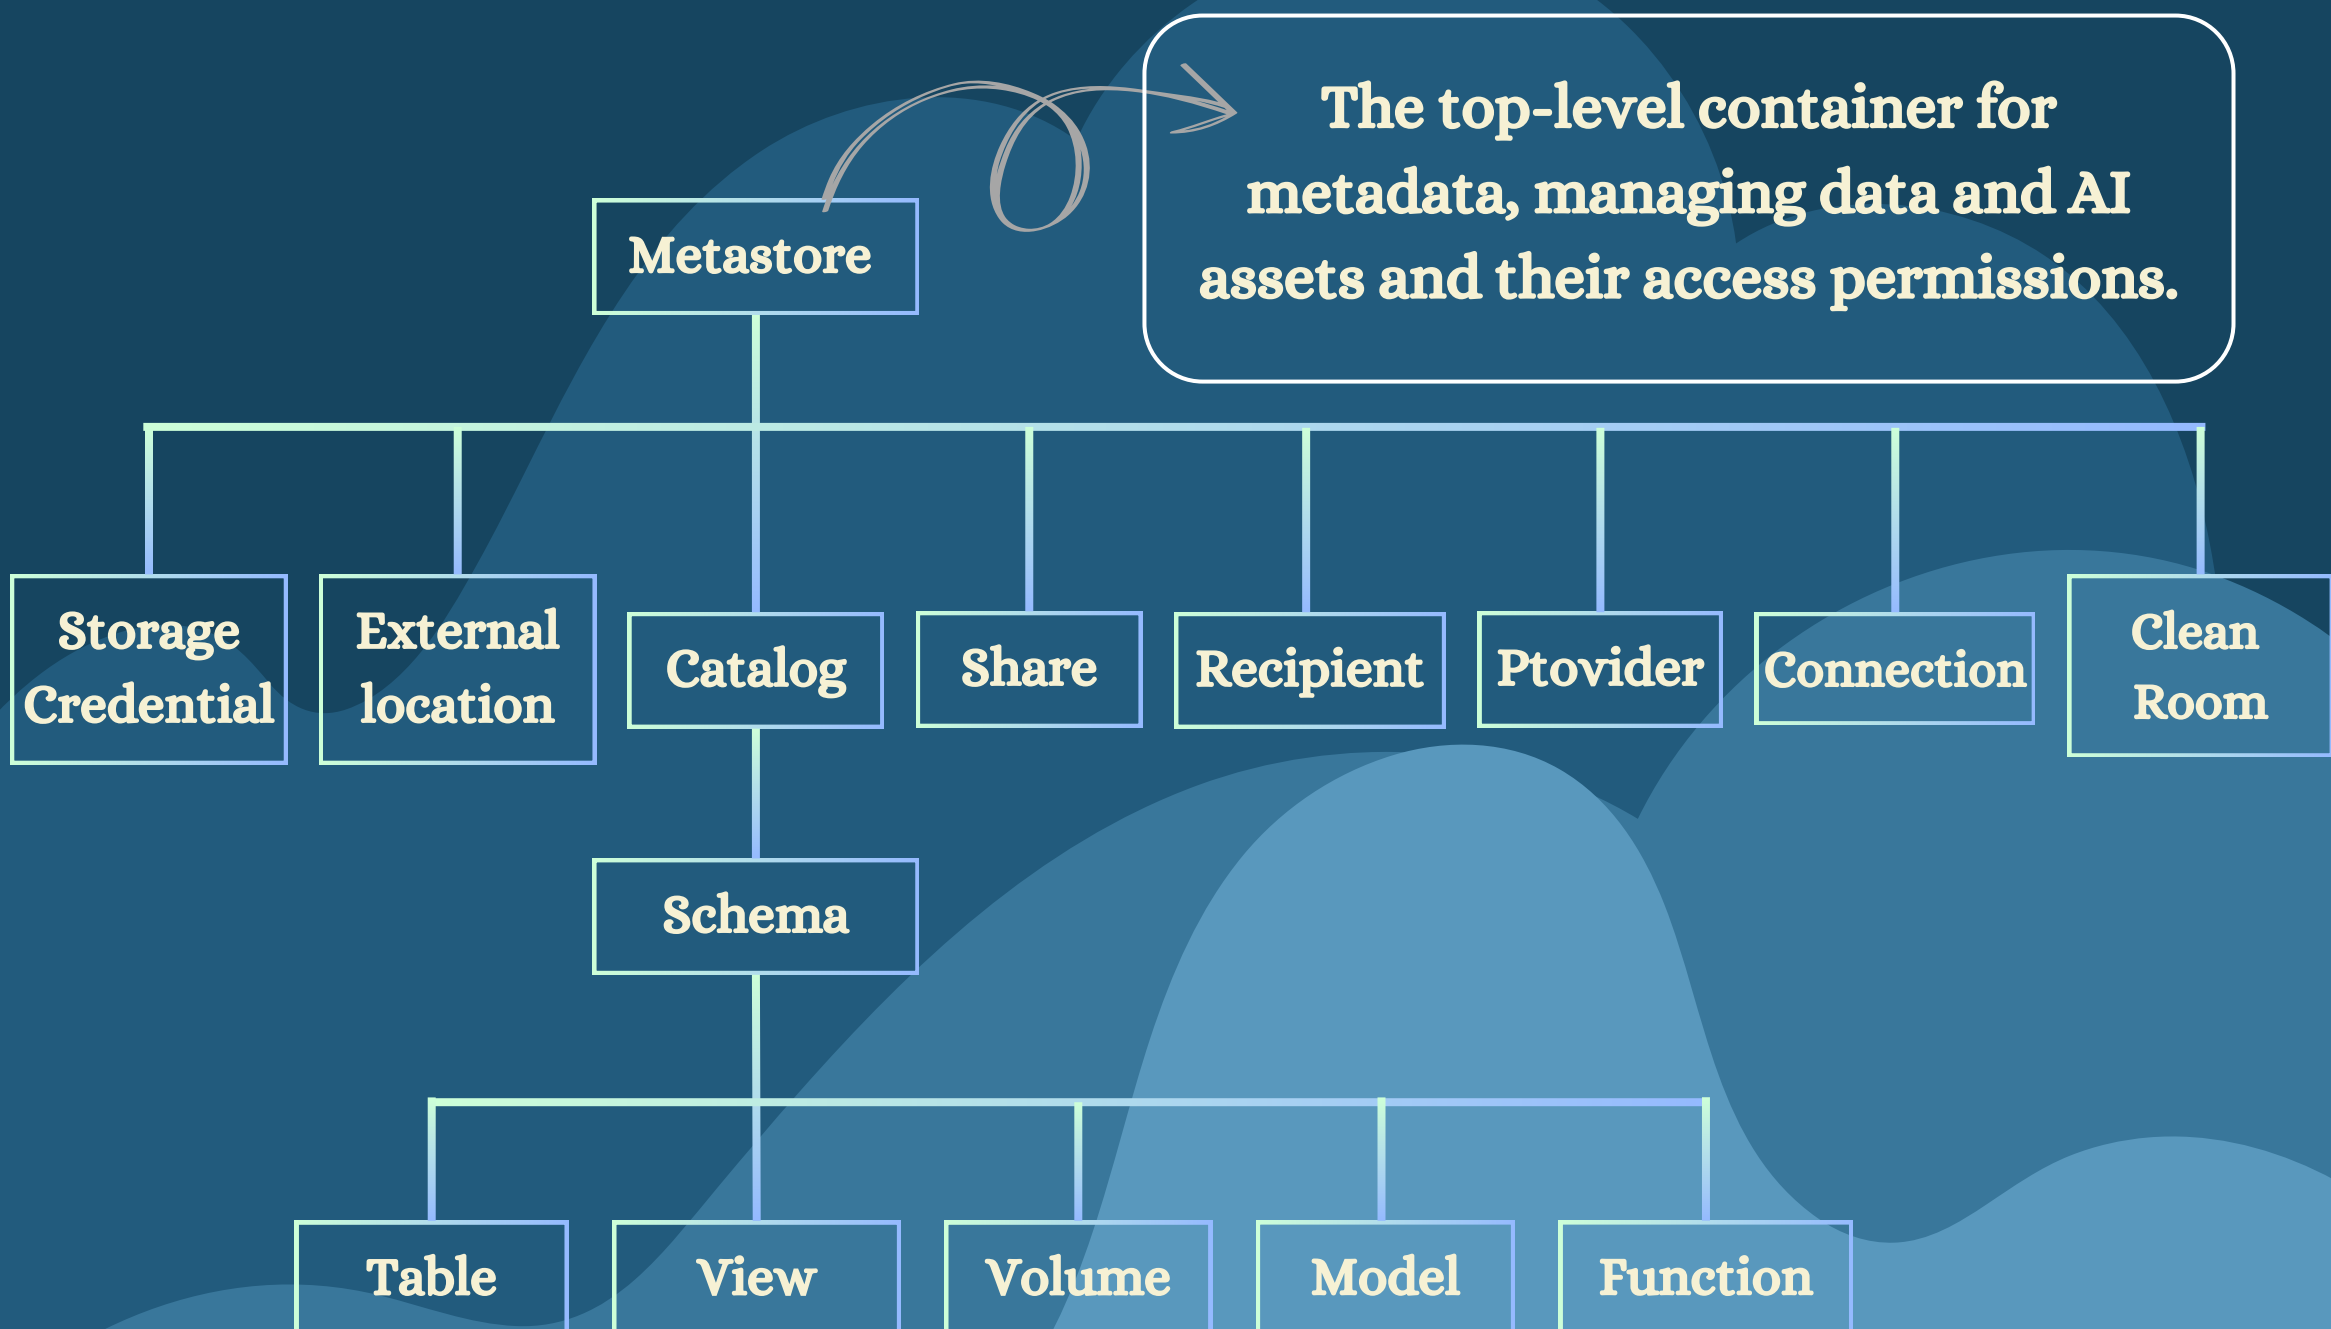 The top-level container for
metadata, managing data and AI
assets and their access permissions.
Metastore
Storage
Credential
External
location
Catalog
Share
Recipient
Ptovider
Connection
Clean
Room
Schema
Table
View
Volume
Model
Function